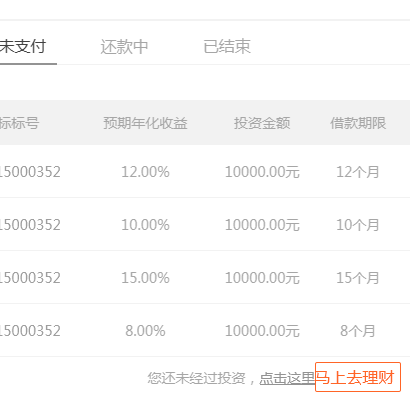 未支付 还款中 已结束
标标号 预期年化收益 投资金额 借款期限
15000352 12.00% 10000.00元 12个月
15000352 10.00% 10000.00元 10个月
15000352 15.00% 10000.00元 15个月
15000352 8.00% 10000.00元 8个月
您还未经过投资，点击这里马上去理财